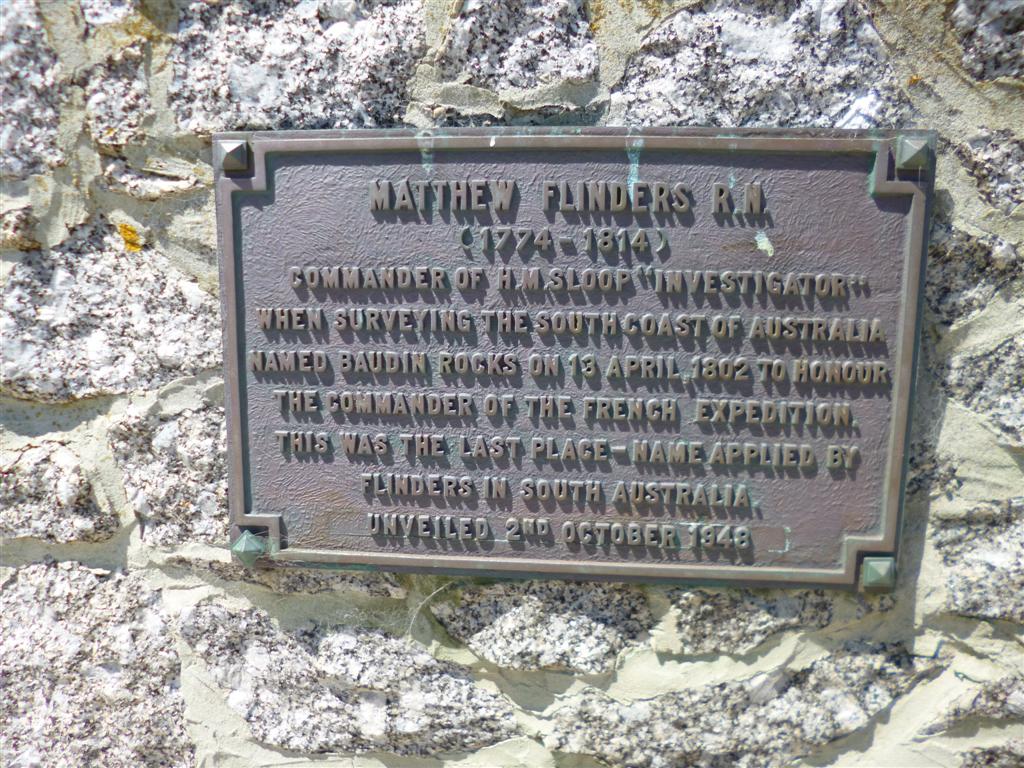 MATTHEW FLINDERS R.N.
(1774-1814)
COMMANDER OF H.M.SLOOP "INVESTIGATOR"
WHEN SURVEYING THE SOUTH COAST OF AUSTRALIA
NAMED BAUDIN ROCKS ON 13 APRIL 1802 TO HONOUR
THE COMMANDER OF THE FRENCH EXPEDITION.
THIS WAS THE LAST PLACE-NAME APPLIED BY
FLINDERS IN SOUTH AUSTRALIA.
UNVEILED 2ND OCTOBER 1948